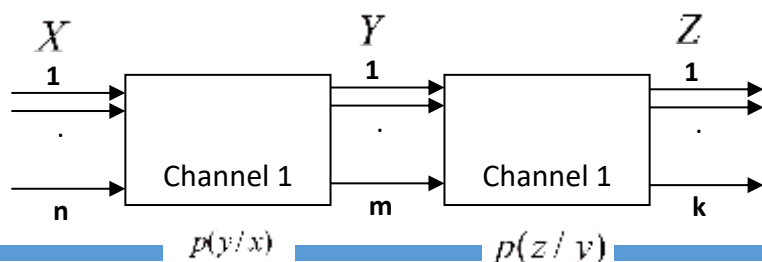 X Y Z
1 1 1
. . .
Channel 1 Channel 1
n m k
p(y/x) p(z/y)